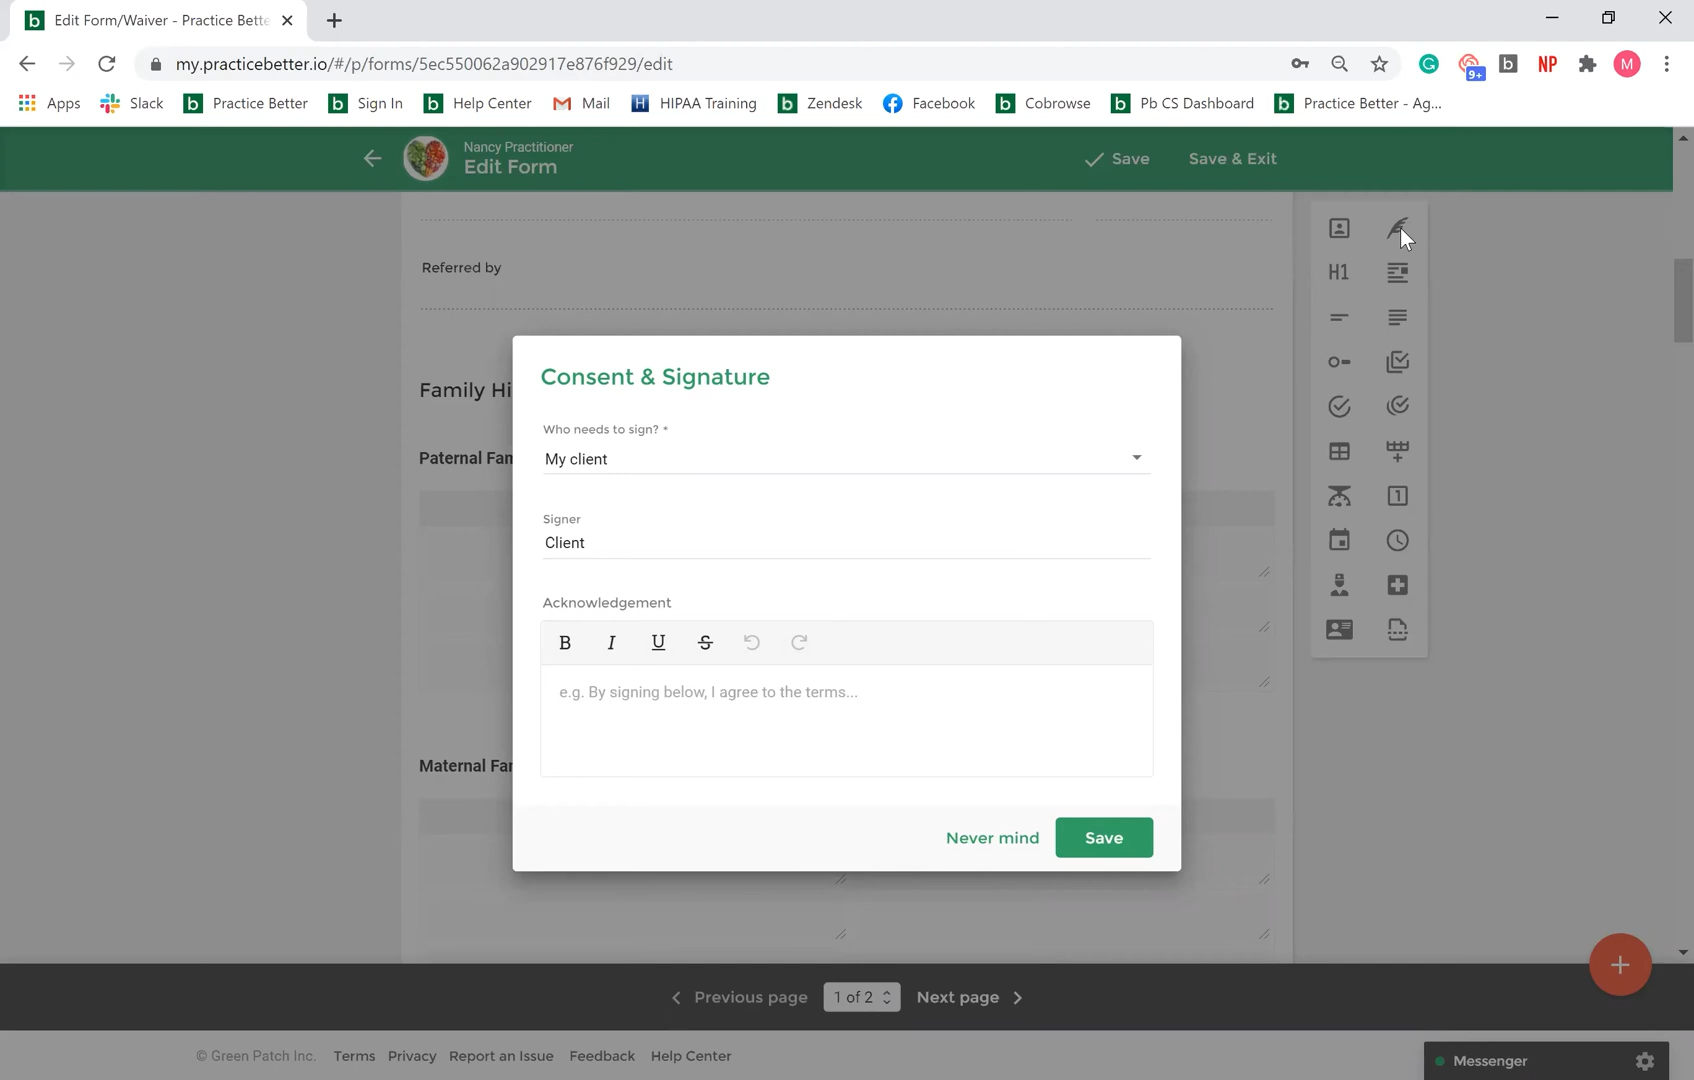 b Edit Form/Waiver - Practice Bette
my.practicebetter.io/#/p/forms/5ec550062a902917e876f929/edit
G 9+ b NP M
Apps Slack b Practice Better b Sign In b Help Center Mail H HIPAA Training b Zendesk Facebook b Cobrowse b Pb CS Dashboard b Practice Better - Ag...
Nancy Practitioner
Edit Form
Save Save & Exit
Referred by
H1
Family Hi
Paternal Fan
Maternal Far
Consent & Signature
Who needs to sign? *
My client
Signer
Client
Acknowledgement
B I U S
e.g. By signing below, I agree to the terms...
Never mind Save
1
+
Previous page 1 of 2 Next page
© Green Patch Inc. Terms Privacy Report an Issue Feedback Help Center
Messenger